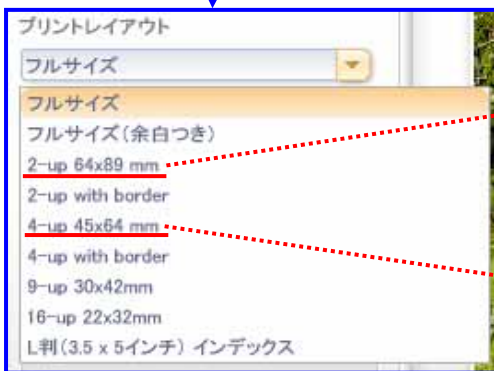 プリントレイアウト
フルサイズ
フルサイズ
フルサイズ(余白つき)
2-up 64x89 mm
2-up with border
4-up 45x64 mm
4-up with border
9-up 30x42mm
16-up 22x32mm
L判(3.5 x 5インチ) インデックス